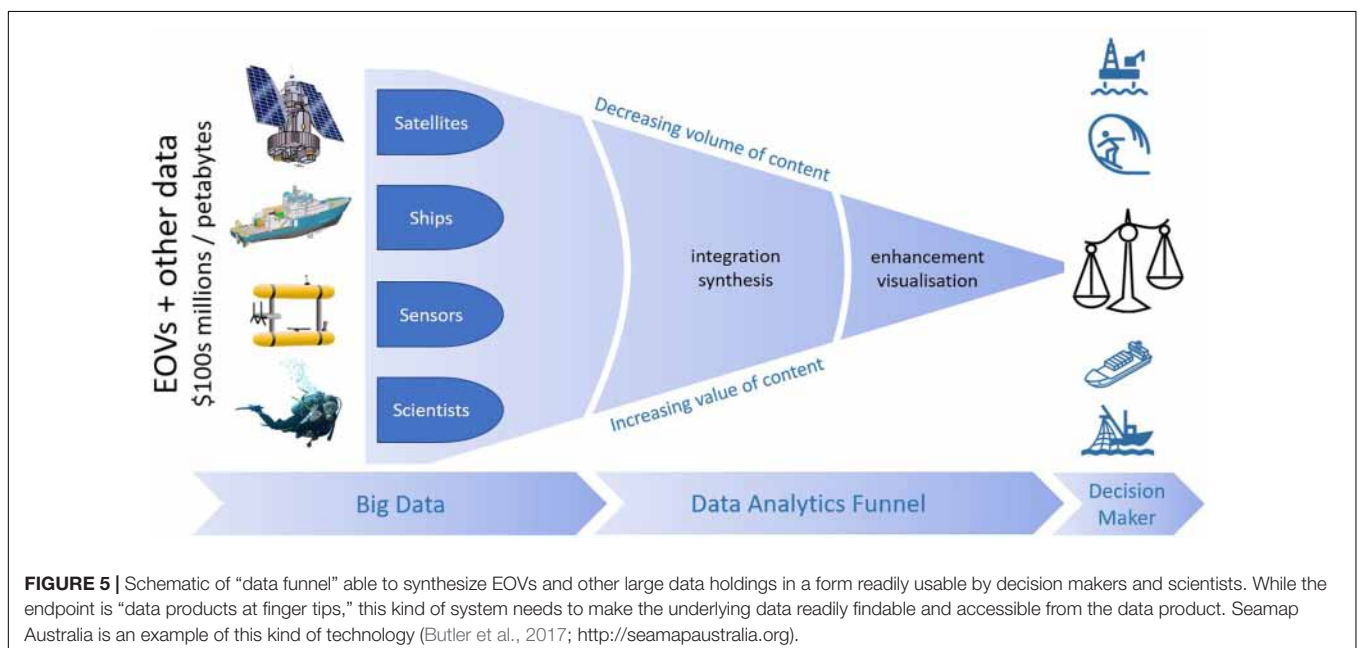 EOVs + other data
$100s millions / petabytes
Satellites
Ships
Sensors
Scientists
Decreasing volume of content
integration
synthesis
enhancement
visualisation
Increasing value of content
Big Data
Data Analytics Funnel
Decision
Maker
FIGURE 5 | Schematic of “data funnel” able to synthesize EOVs and other large data holdings in a form readily usable by decision makers and scientists. While the
endpoint is “data products at finger tips,” this kind of system needs to make the underlying data readily findable and accessible from the data product. Seamap
Australia is an example of this kind of technology (Butler et al., 2017; http://seamapaustralia.org).